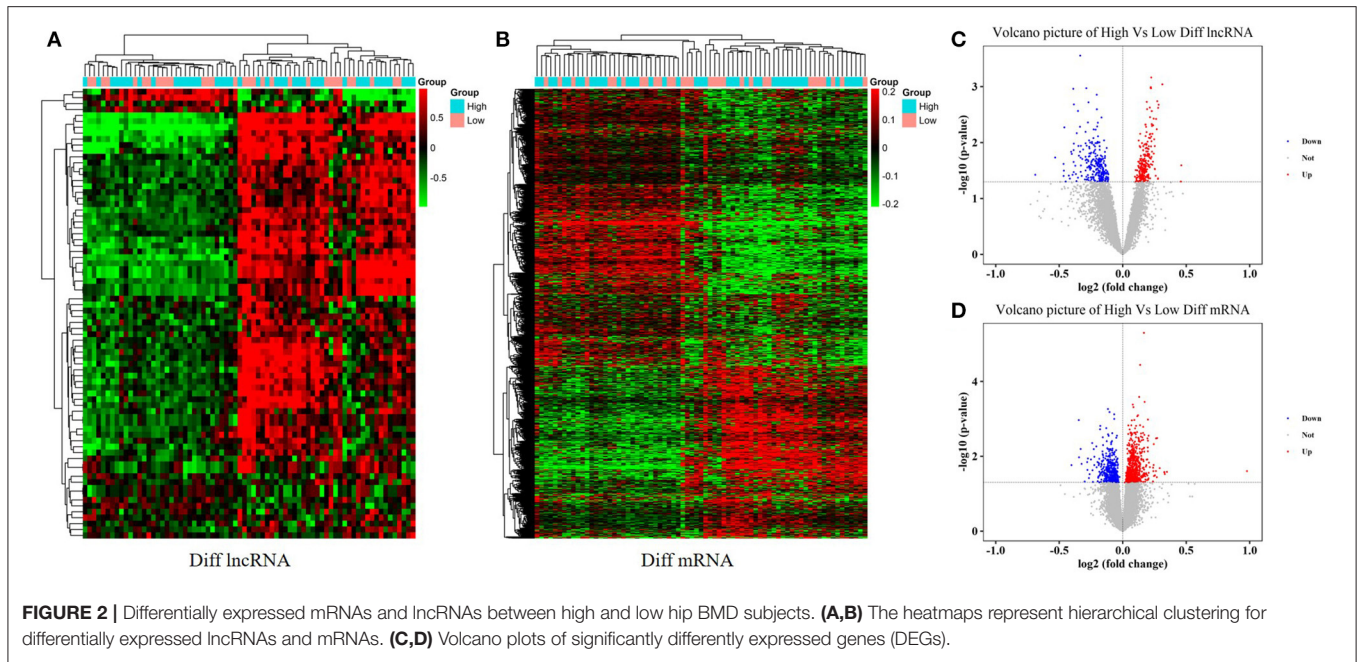 A
Group
Group
High
Low
0.5
0
-0.5
Diff lncRNA
B
Group
0.2
Group
High
0.1
Low
0
-0.1
-0.2
Diff mRNA
C
Volcano picture of High Vs Low Diff lncRNA
-log10 (p-value)
3
2
1
0
-1.0
-0.5
0.0
0.5
1.0
log2 (fold change)
Down
Not
Up
D
Volcano picture of High Vs Low Diff mRNA
-log10 (p-value)
4
2
0
-1.0
-0.5
0.0
0.5
1.0
log2 (fold change)
Down
Not
Up
FIGURE 2 | Differentially expressed mRNAs and lncRNAs between high and low hip BMD subjects. (A,B) The heatmaps represent hierarchical clustering for
differentially expressed lncRNAs and mRNAs. (C,D) Volcano plots of significantly differently expressed genes (DEGs).